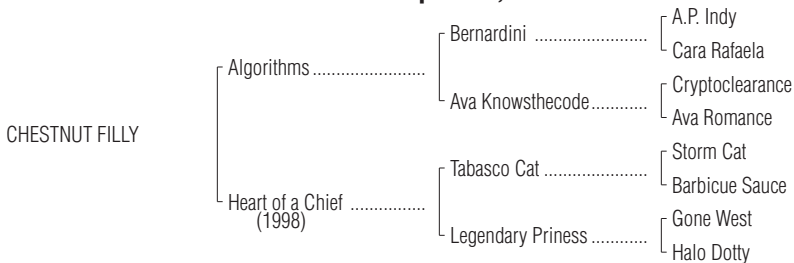 A.P. Indy
Bernardini ........................
Cara Rafaela
Algorithms ........................
Cryptoclearance
Ava Knowsthecode............
Ava Romance
CHESTNUT FILLY
Storm Cat
Tabasco Cat ......................
Barbicue Sauce
Heart of a Chief ................
(1998)
Gone West
Legendary Priness ............
Halo Dotty